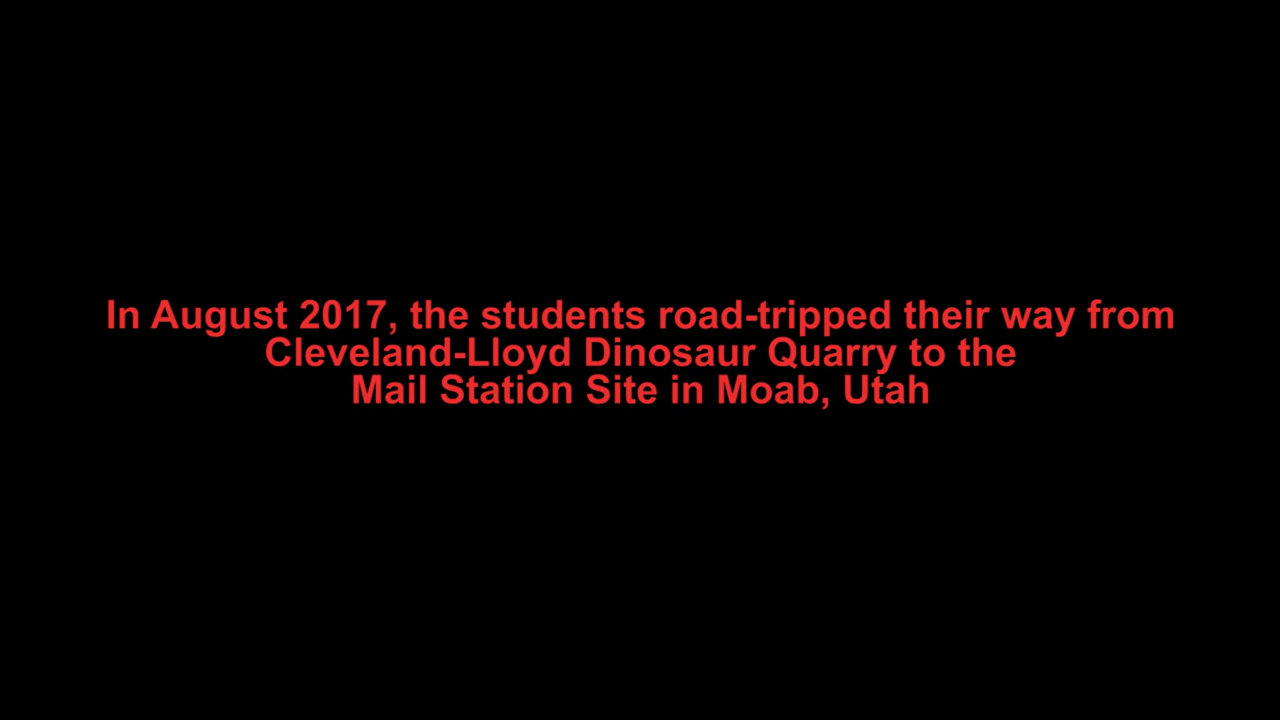 In August 2017, the students road-tripped their way from
Cleveland-Lloyd Dinosaur Quarry to the
Mail Station Site in Moab, Utah